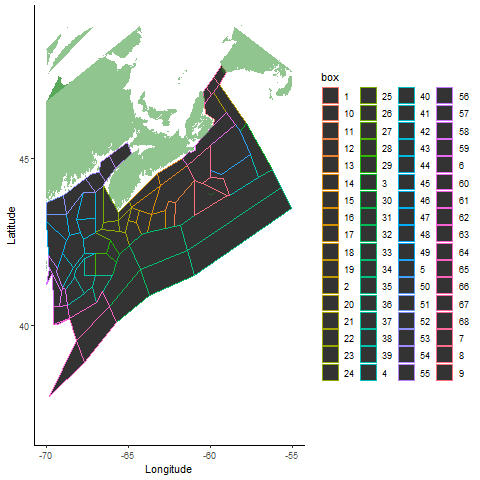 box
1 25 40 56
10 26 41 57
11 27 42 58
12 28 43 59
13 29 44 6
14 3 45 60
15 30 46 61
16 31 47 62
17 32 48 63
18 33 49 64
19 34 5 65
2 35 50 66
20 36 51 67
21 37 52 68
22 38 53 7
23 39 54 8
24 4 55 9
45
40
Latitude
-70 -65 -60 -55
Longitude